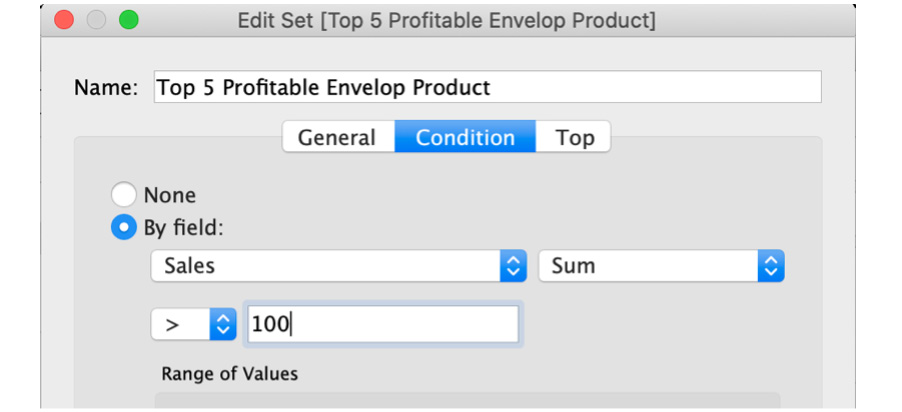 Edit Set [Top 5 Profitable Envelop Product]
Name: Top 5 Profitable Envelop Product
General Condition Top
None
By field:
Sales Sum
> 100
Range of Values